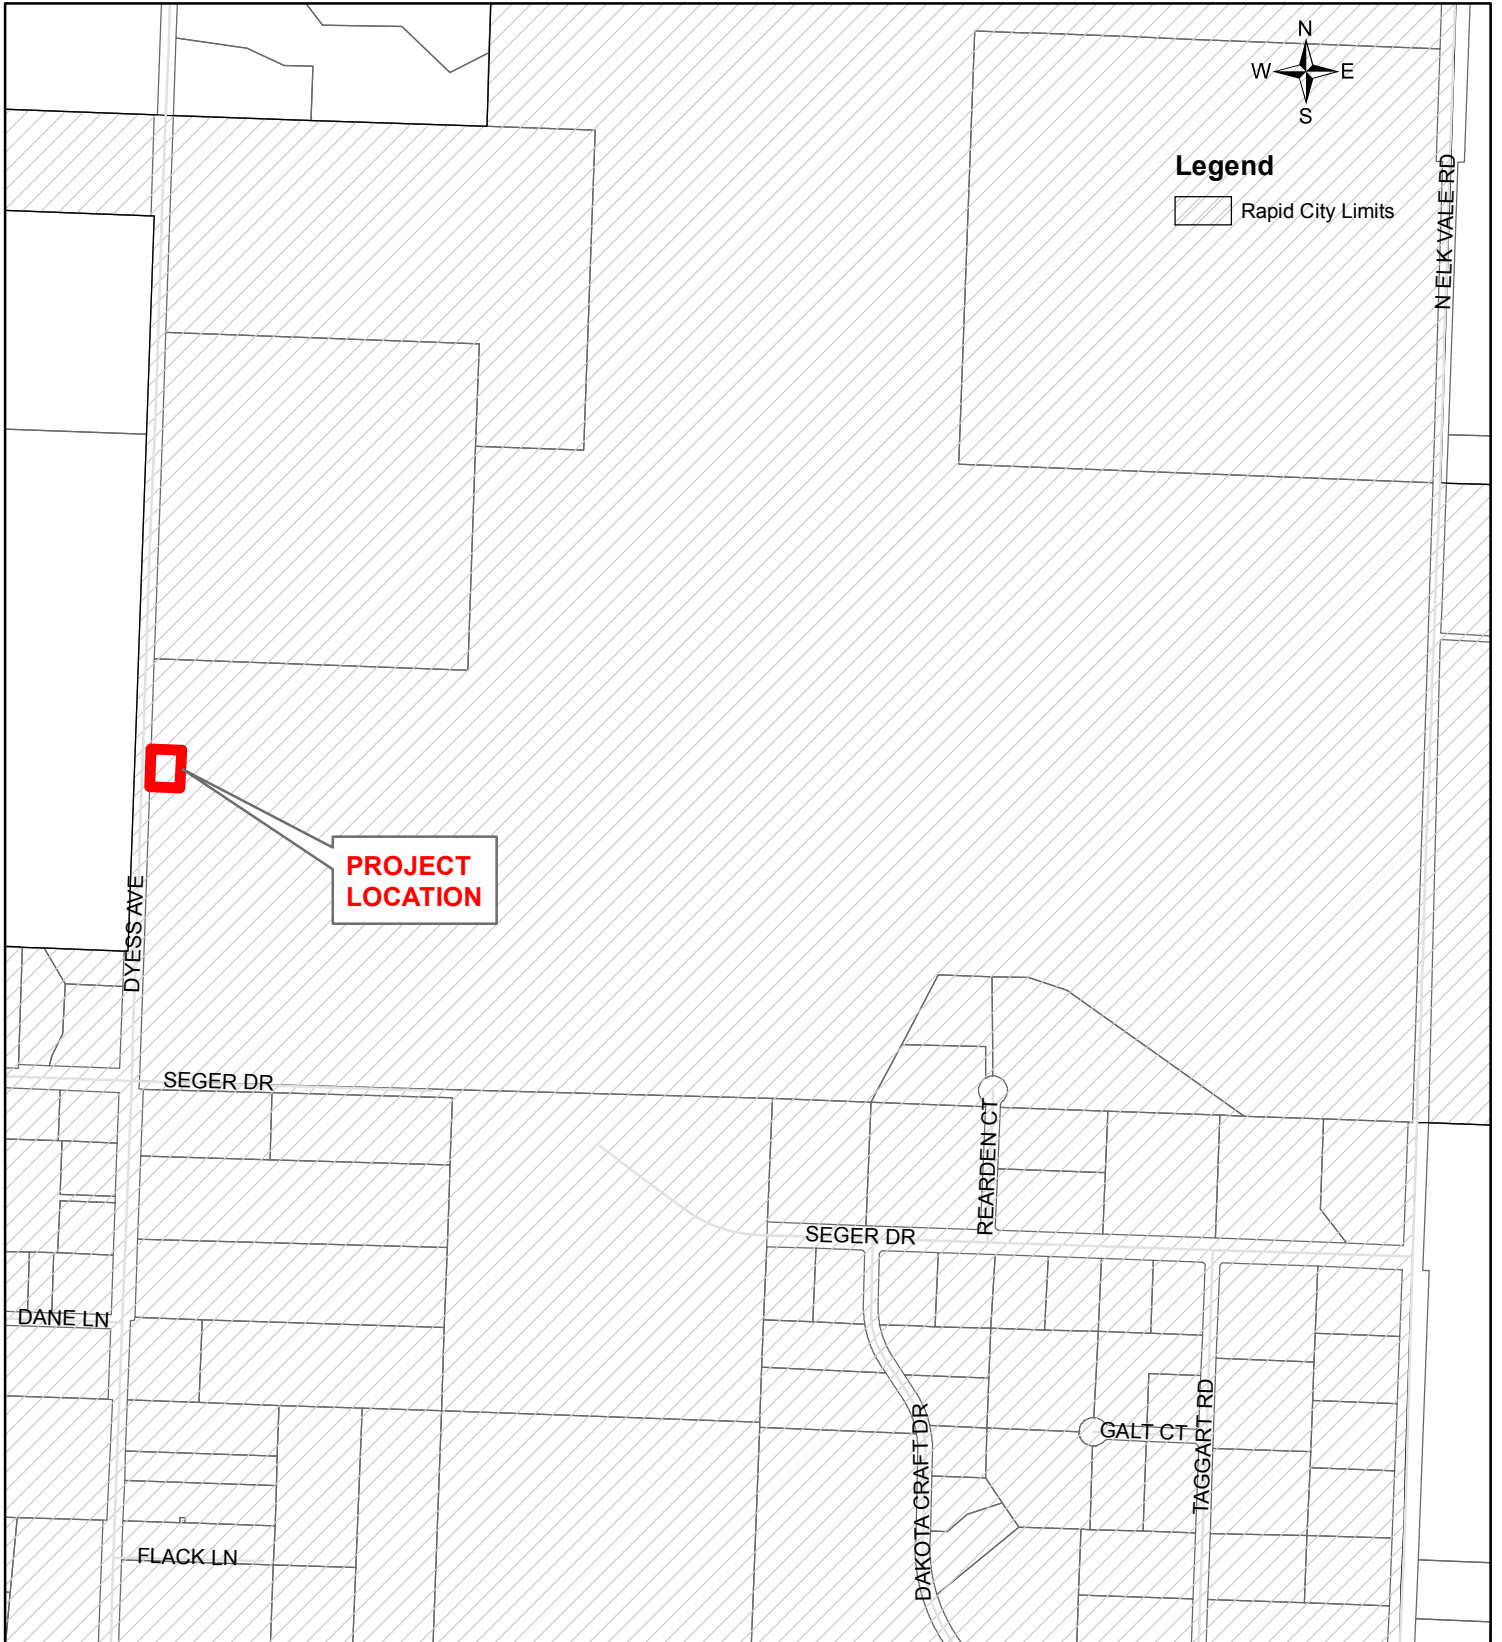 N
W E
S
Legend
Rapid City Limits
N ELK VALE RD
PROJECT
LOCATION
DYESS AVE
SEGER DR
REARDEN CT
SEGER DR
DANE LN
GALT CT
TAGGART RD
DAKOTA CRAFT DR
FLACK LN